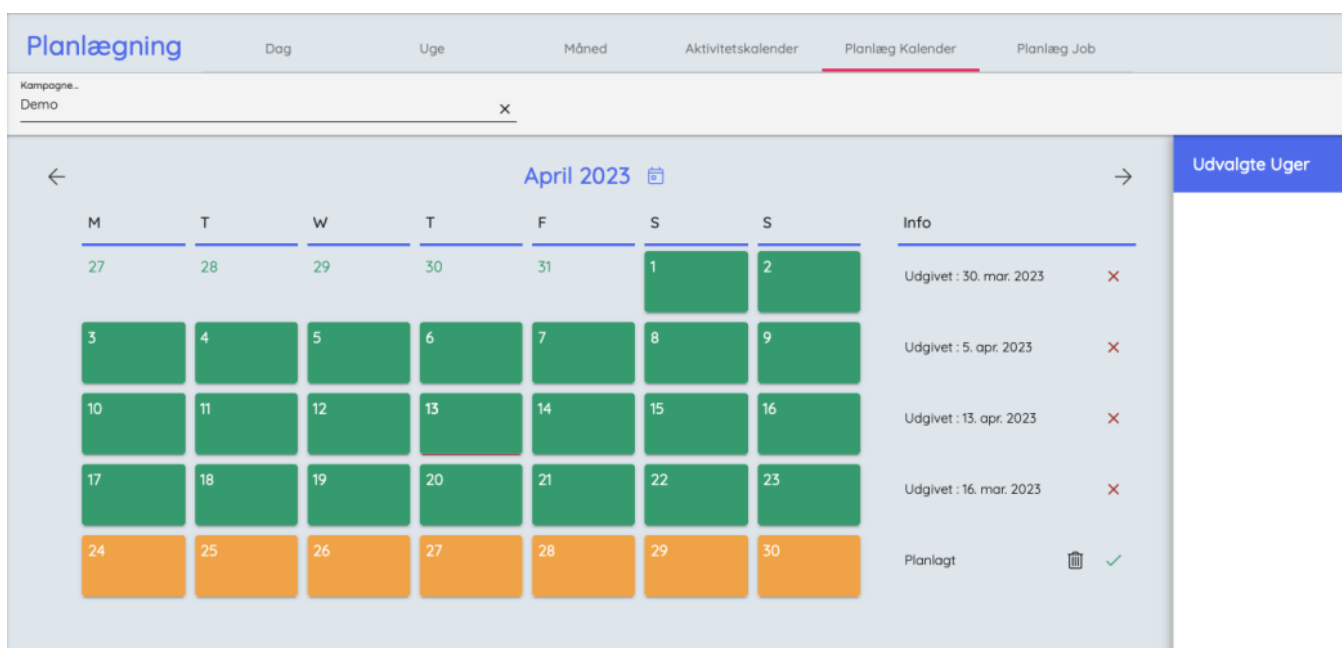 Planlægning Dag Uge Måned Aktivitetskalender Planlæg Kalender Planlæg Job
Kampagne...
Demo
April 2023
Udvalgte Uger
M T W T F S S Info
27 28 29 30 31 1 2 Udgivet : 30. mar. 2023
3 4 5 6 7 8 9 Udgivet : 5. apr. 2023
10 11 12 13 14 15 16 Udgivet : 13. apr. 2023
17 18 19 20 21 22 23 Udgivet : 16. mar. 2023
24 25 26 27 28 29 30 Planlagt